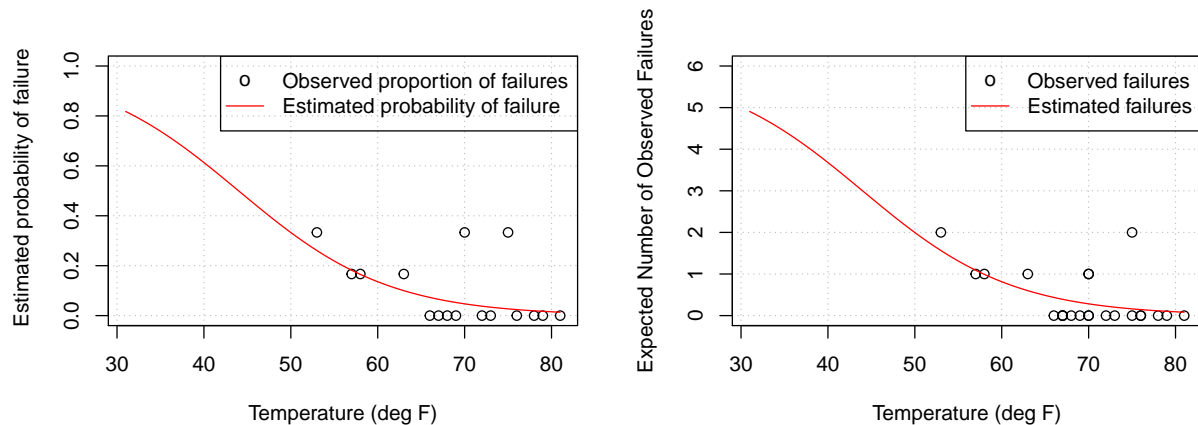 Estimated probability of failure
1.0
0.8
0.6
0.4
0.2
0.0
Observed proportion of failures
Estimated probability of failure
30 40 50 60 70 80
Temperature (deg F)
Expected Number of Observed Failures
6
5
4
3
2
1
0
Observed failures
Estimated failures
30 40 50 60 70 80
Temperature (deg F)